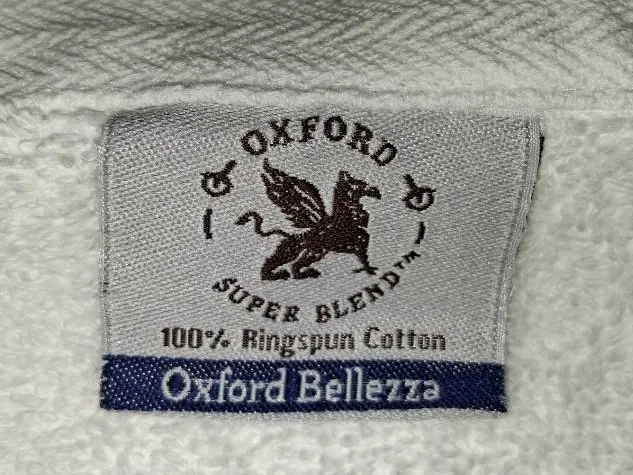 OXFORD
SUPER BLEND™
100% Ringspun Cotton
Oxford Bellezza